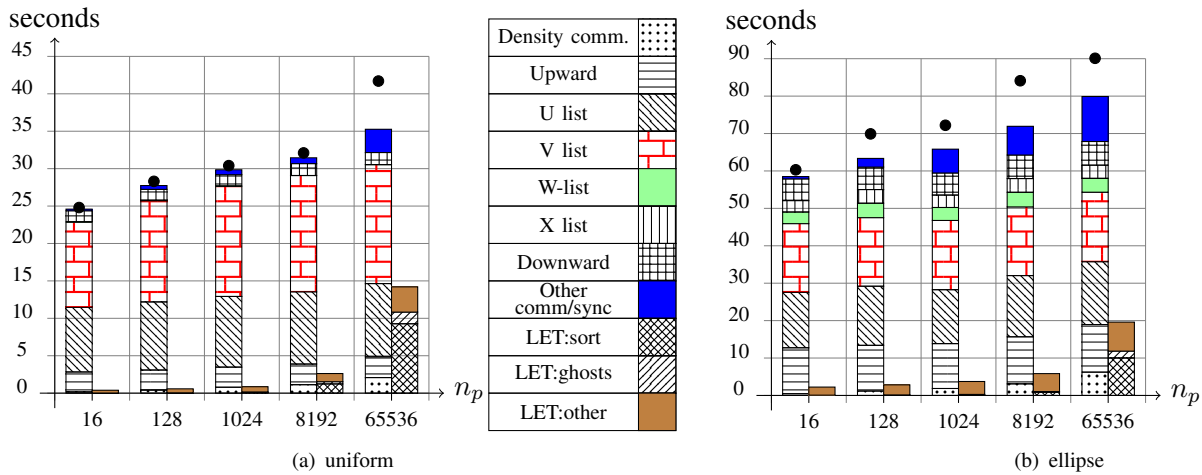 seconds
45
40
35
30
25
20
15
10
5
0
16
128
1024
8192
65536
n_p
(a) uniform
Density comm.
Upward
U list
V list
W-list
X list
Downward
Other
comm/sync
LET:sort
LET:ghosts
LET:other
seconds
90
80
70
60
50
40
30
20
10
0
16
128
1024
8192
65536
n_p
(b) ellipse